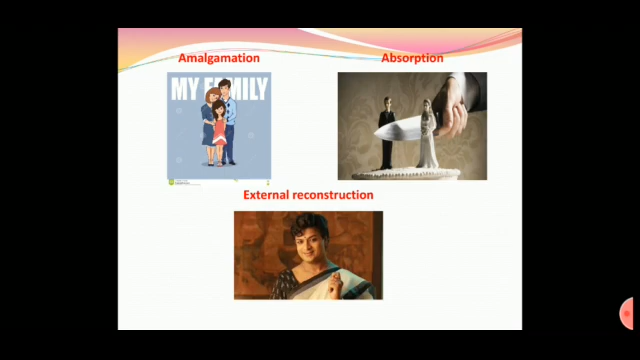 Amalgamation
Absorption
MY FAMILY
External reconstruction